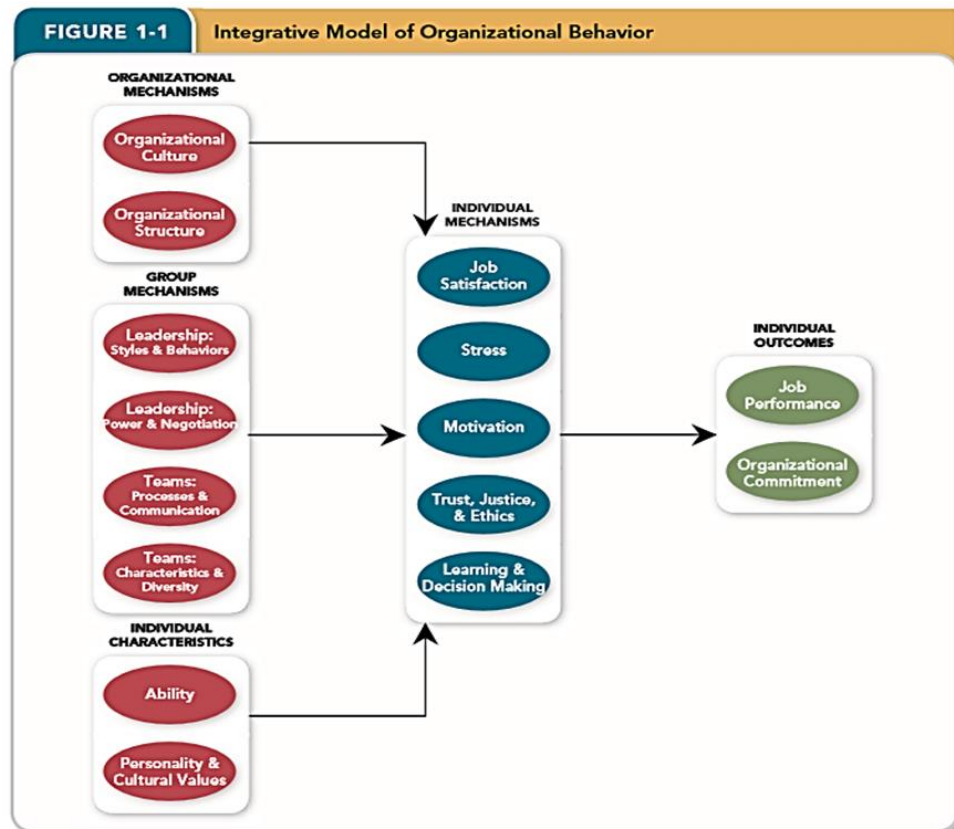 FIGURE 1-1
Integrative Model of Organizational Behavior
ORGANIZATIONAL
MECHANISMS
Organizational
Culture
Organizational
Structure
GROUP
MECHANISMS
Leadership:
Styles & Behaviors
Leadership:
Power & Negotiation
Teams:
Processes &
Communication
Teams:
Characteristics &
Diversity
INDIVIDUAL
CHARACTERISTICS
Ability
Personality &
Cultural Values
INDIVIDUAL
MECHANISMS
Job
Satisfaction
Stress
Motivation
Trust, Justice,
& Ethics
Learning &
Decision Making
INDIVIDUAL
OUTCOMES
Job
Performance
Organizational
Commitment